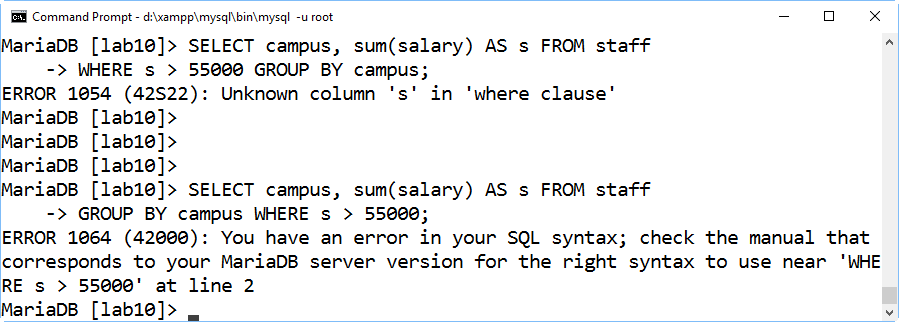 Command Prompt - d:\xampp\mysql\bin\mysql -u root
MariaDB [lab10]> SELECT campus, sum(salary) AS s FROM staff
    -> WHERE s > 55000 GROUP BY campus;
ERROR 1054 (42S22): Unknown column 's' in 'where clause'
MariaDB [lab10]>
MariaDB [lab10]>
MariaDB [lab10]>
MariaDB [lab10]> SELECT campus, sum(salary) AS s FROM staff
    -> GROUP BY campus WHERE s > 55000;
ERROR 1064 (42000): You have an error in your SQL syntax; check the manual that
corresponds to your MariaDB server version for the right syntax to use near 'WHE
RE s > 55000' at line 2
MariaDB [lab10]>